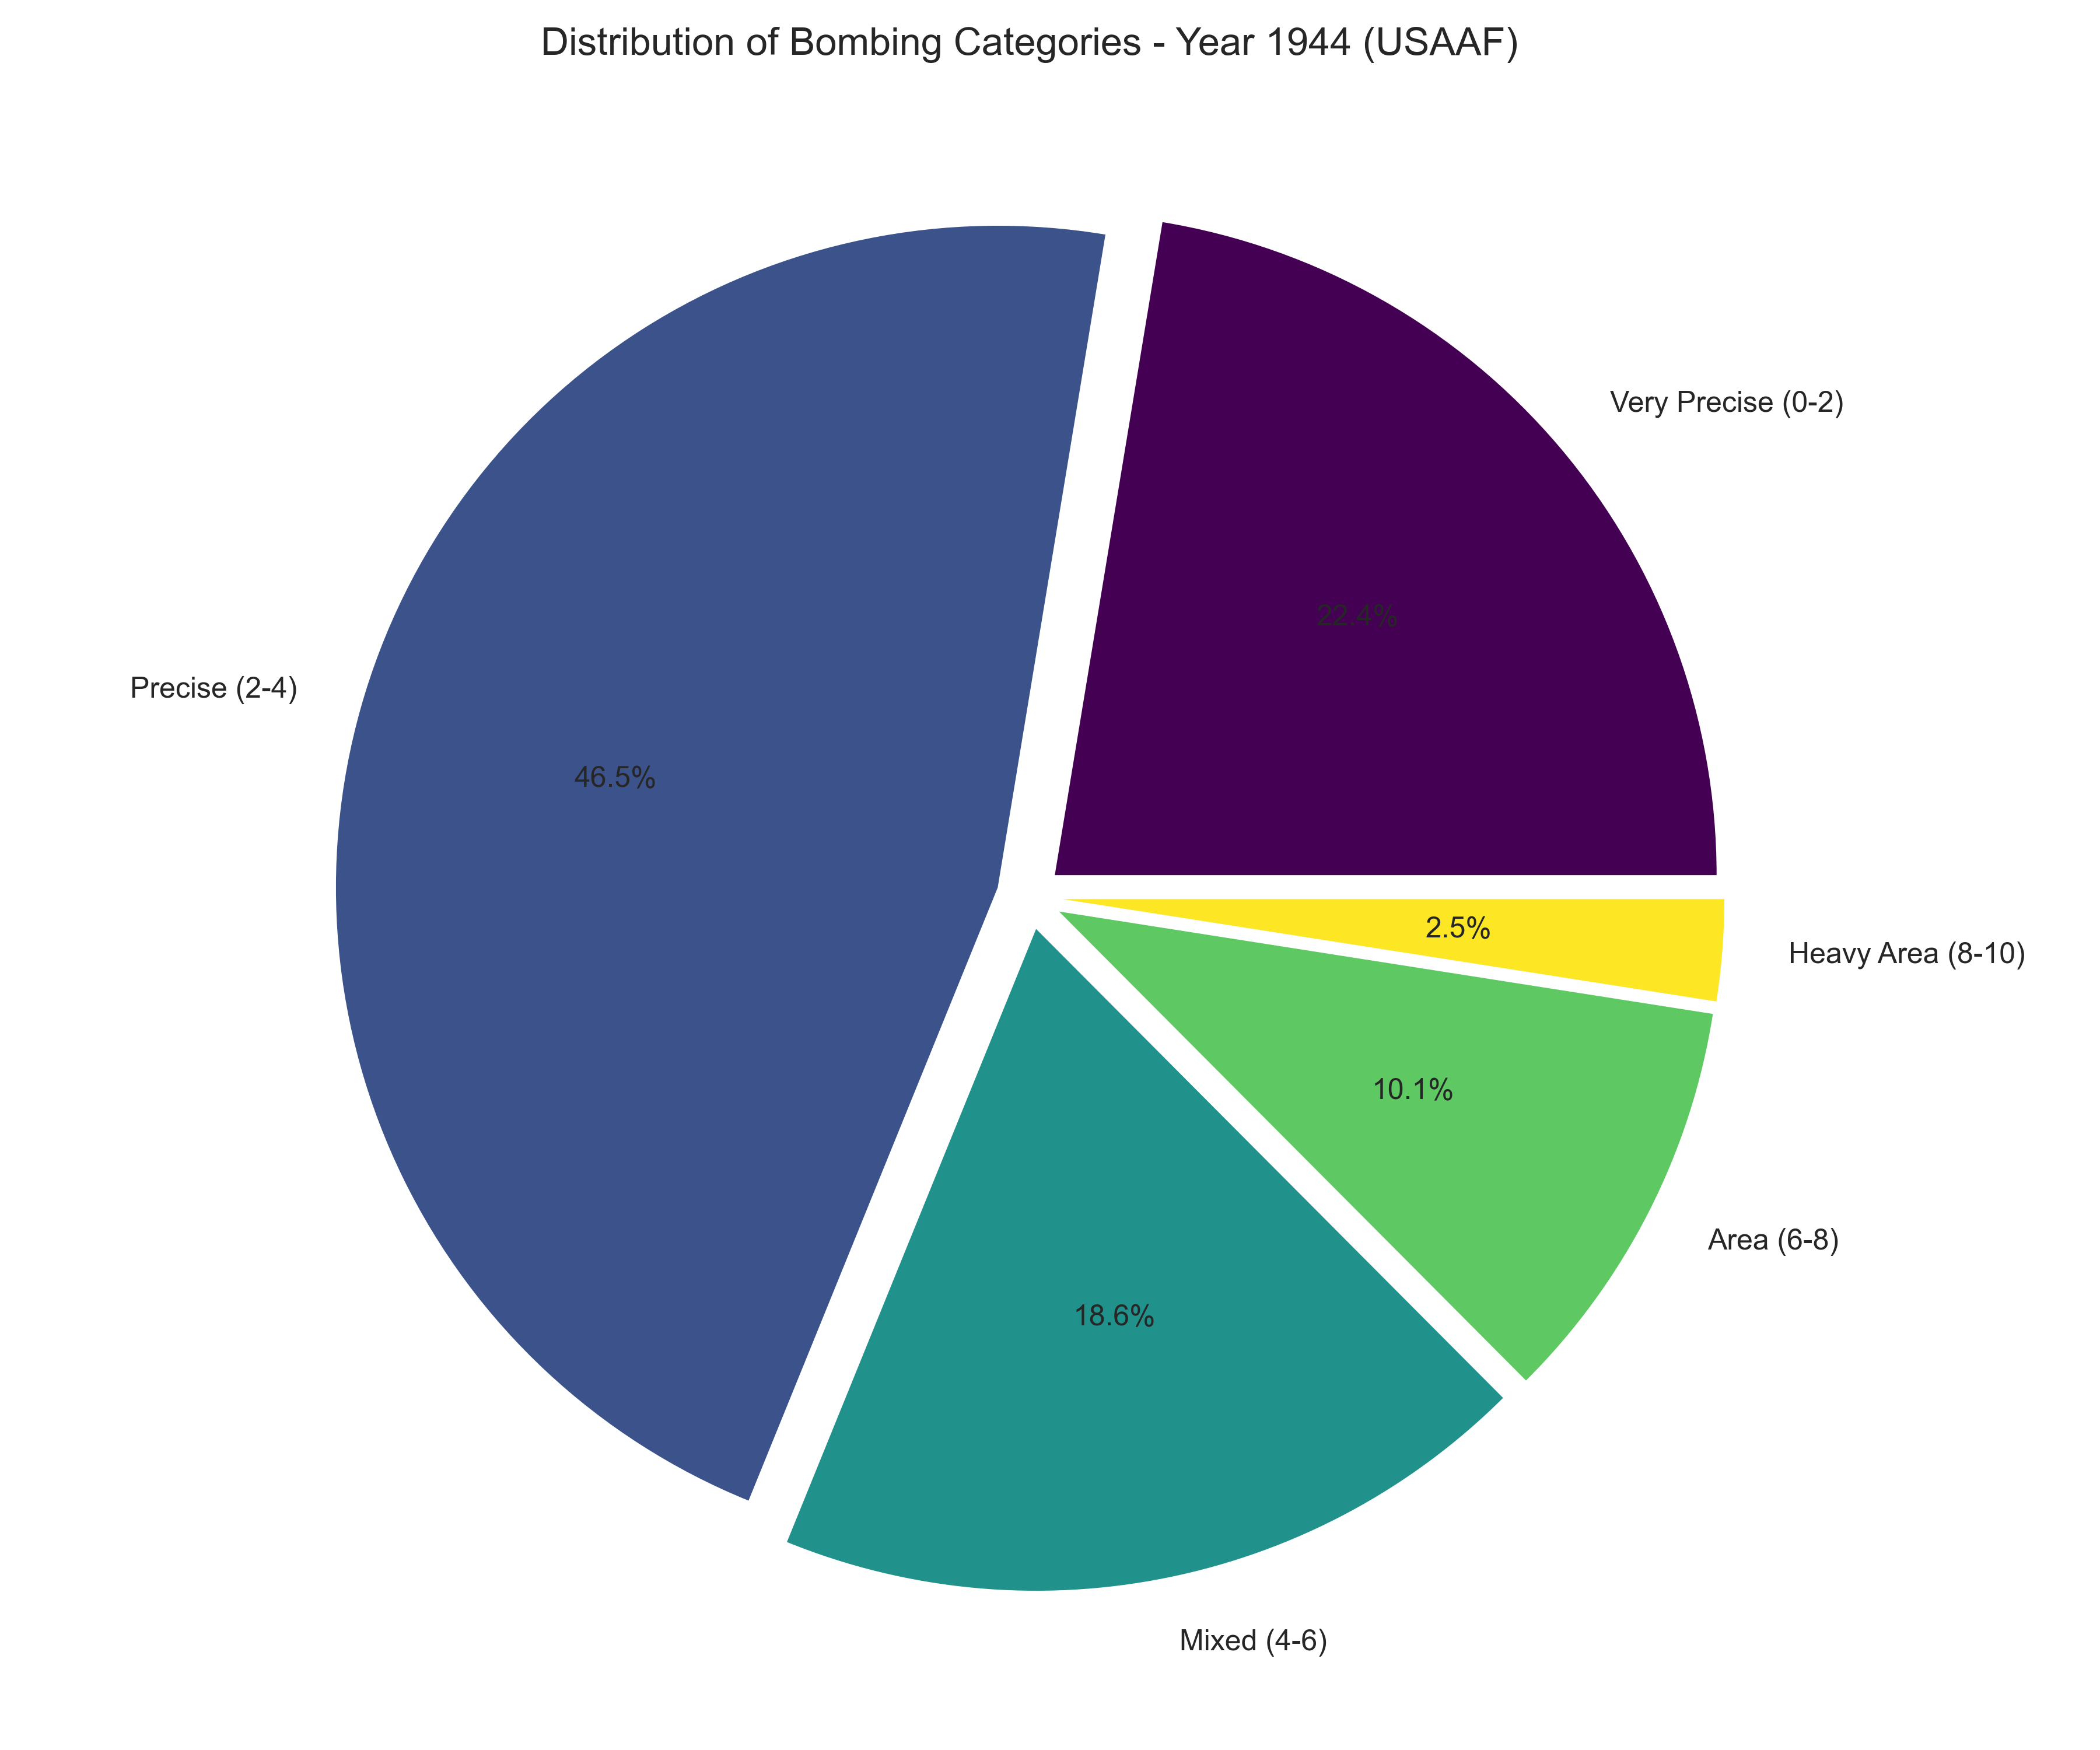 Distribution of Bombing Categories - Year 1944 (USAAF)
Very Precise (0-2)
22.4%
Precise (2-4)
46.5%
2.5%
Heavy Area (8-10)
10.1%
Area (6-8)
18.6%
Mixed (4-6)